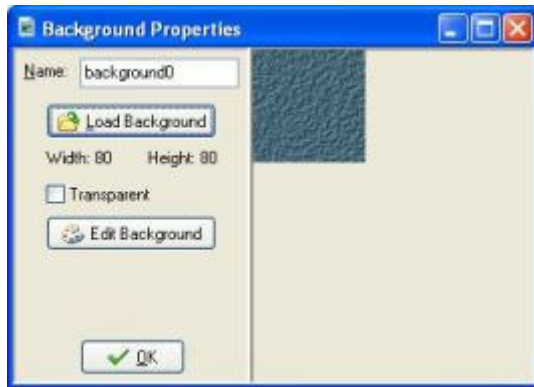 Background Properties
Name: background0
Load Background
Width: 80 Height: 80
Transparent
Edit Background
OK